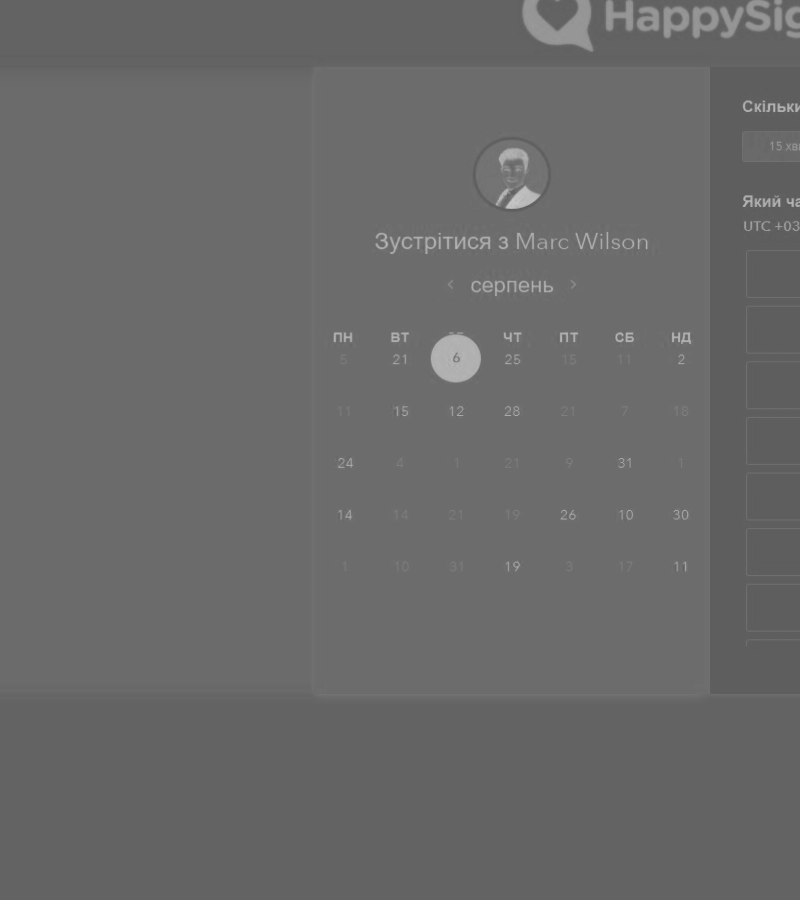 HappySig
Зустрітися з Marc Wilson
серпень
ПН ВТ ЧТ ПТ СБ НД
5 21 6 25 15 11 2
11 15 12 28 21 7 18
24 4 1 21 9 31 1
14 14 21 19 26 10 30
1 10 31 19 3 17 11
Скільки
15 хви
Який ча
UTC +03